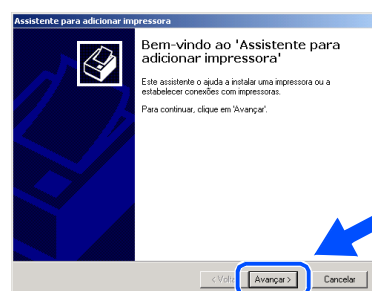 Assistente para adicionar impressora
Bem-vindo ao 'Assistente para
adicionar impressora'
Este assistente o ajuda a instalar uma impressora ou a
estabelecer conexões com impressoras.
Para continuar, clique em 'Avançar'.
Avançar >
Cancelar